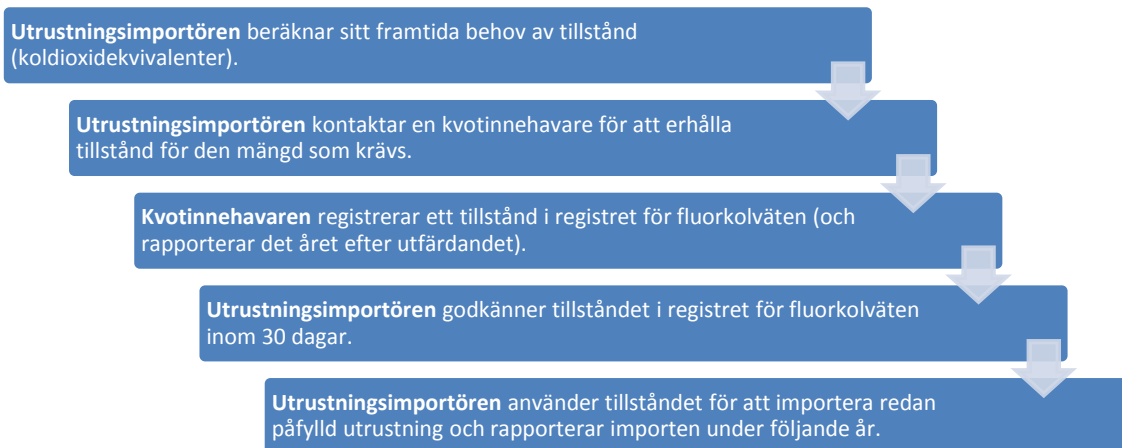 Utrustningsimportören beräknar sitt framtida behov av tillstånd
(koldioxidekvivalenter).
Utrustningsimportören kontaktar en kvotinnehavare för att erhålla
tillstånd för den mängd som krävs.
Kvotinnehavaren registrerar ett tillstånd i registret för fluorkolväten (och
rapporterar det året efter utfärdandet).
Utrustningsimportören godkänner tillståndet i registret för fluorkolväten
inom 30 dagar.
Utrustningsimportören använder tillståndet för att importera redan
påfylld utrustning och rapporterar importen under följande år.